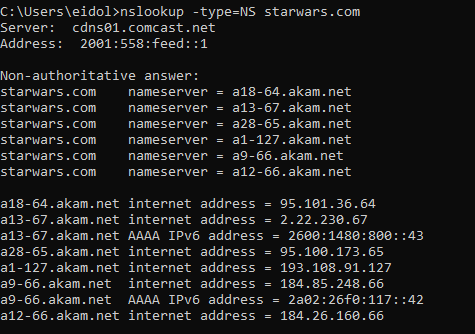 C:\Users\eidol>nslookup -type=NS starwars.com
Server:  cdns01.comcast.net
Address:  2001:558:feed::1

Non-authoritative answer:
starwars.com    nameserver = a18-64.akam.net
starwars.com    nameserver = a13-67.akam.net
starwars.com    nameserver = a28-65.akam.net
starwars.com    nameserver = a1-127.akam.net
starwars.com    nameserver = a9-66.akam.net
starwars.com    nameserver = a12-66.akam.net

a18-64.akam.net internet address = 95.101.36.64
a13-67.akam.net internet address = 2.22.230.67
a13-67.akam.net AAAA IPv6 address = 2600:1480:800::43
a28-65.akam.net internet address = 95.100.173.65
a1-127.akam.net internet address = 193.108.91.127
a9-66.akam.net  internet address = 184.85.248.66
a9-66.akam.net  AAAA IPv6 address = 2a02:26f0:117::42
a12-66.akam.net internet address = 184.26.160.66